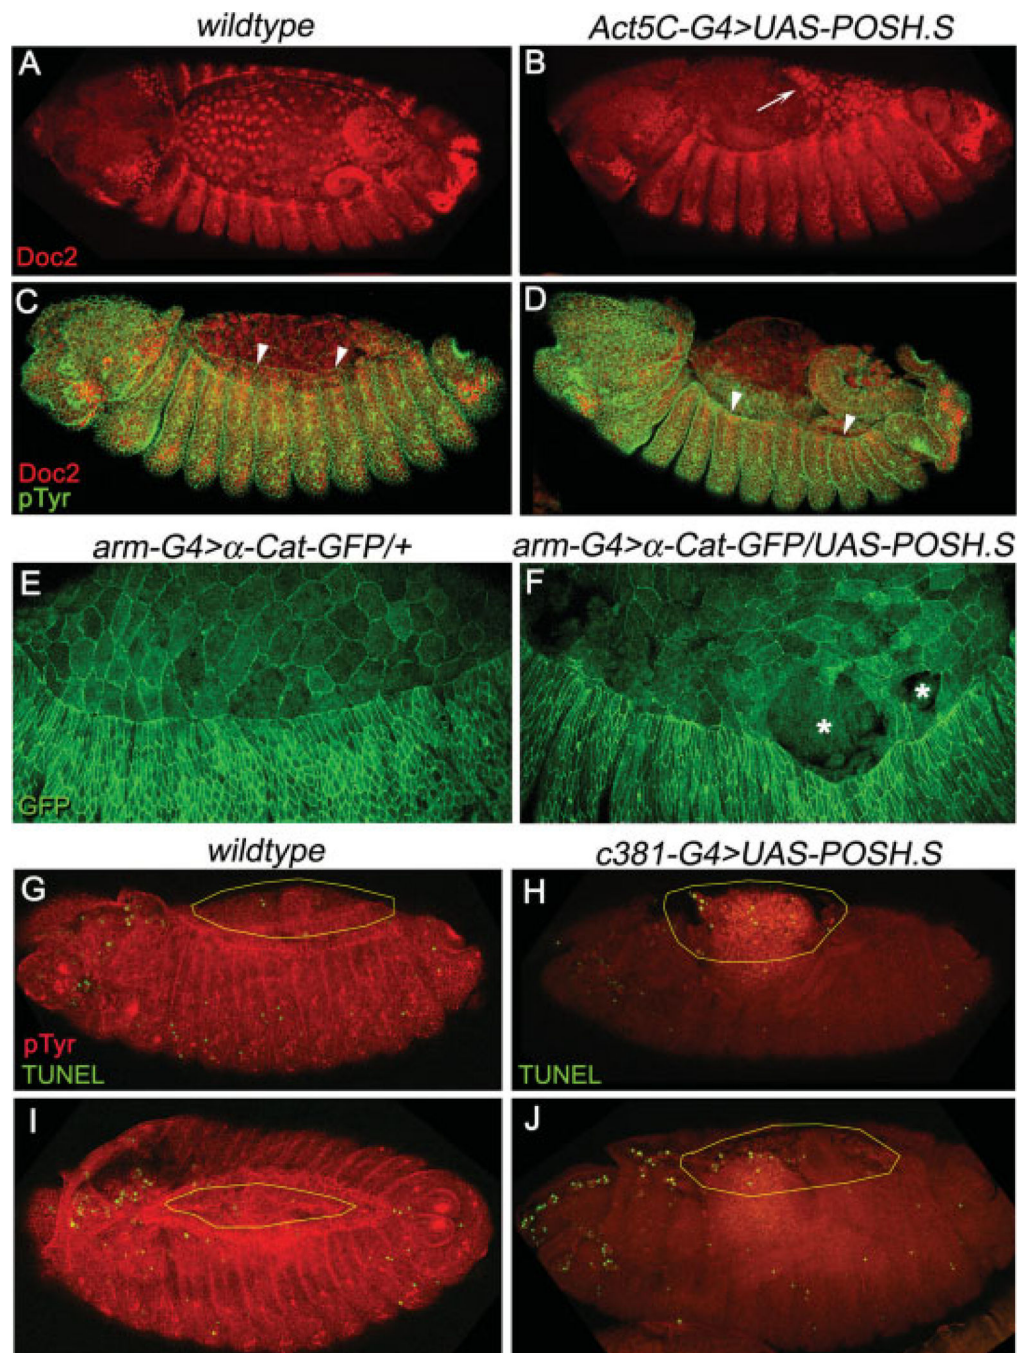 wildtype
Act5C-G4>UAS-POSH.S
A
B
Doc2
C
D
Doc2
pTyr
arm-G4>α-Cat-GFP/+
arm-G4>α-Cat-GFP/UAS-POSH.S
E
F
*
*
GFP
wildtype
c381-G4>UAS-POSH.S
G
H
pTyr
TUNEL
TUNEL
I
J